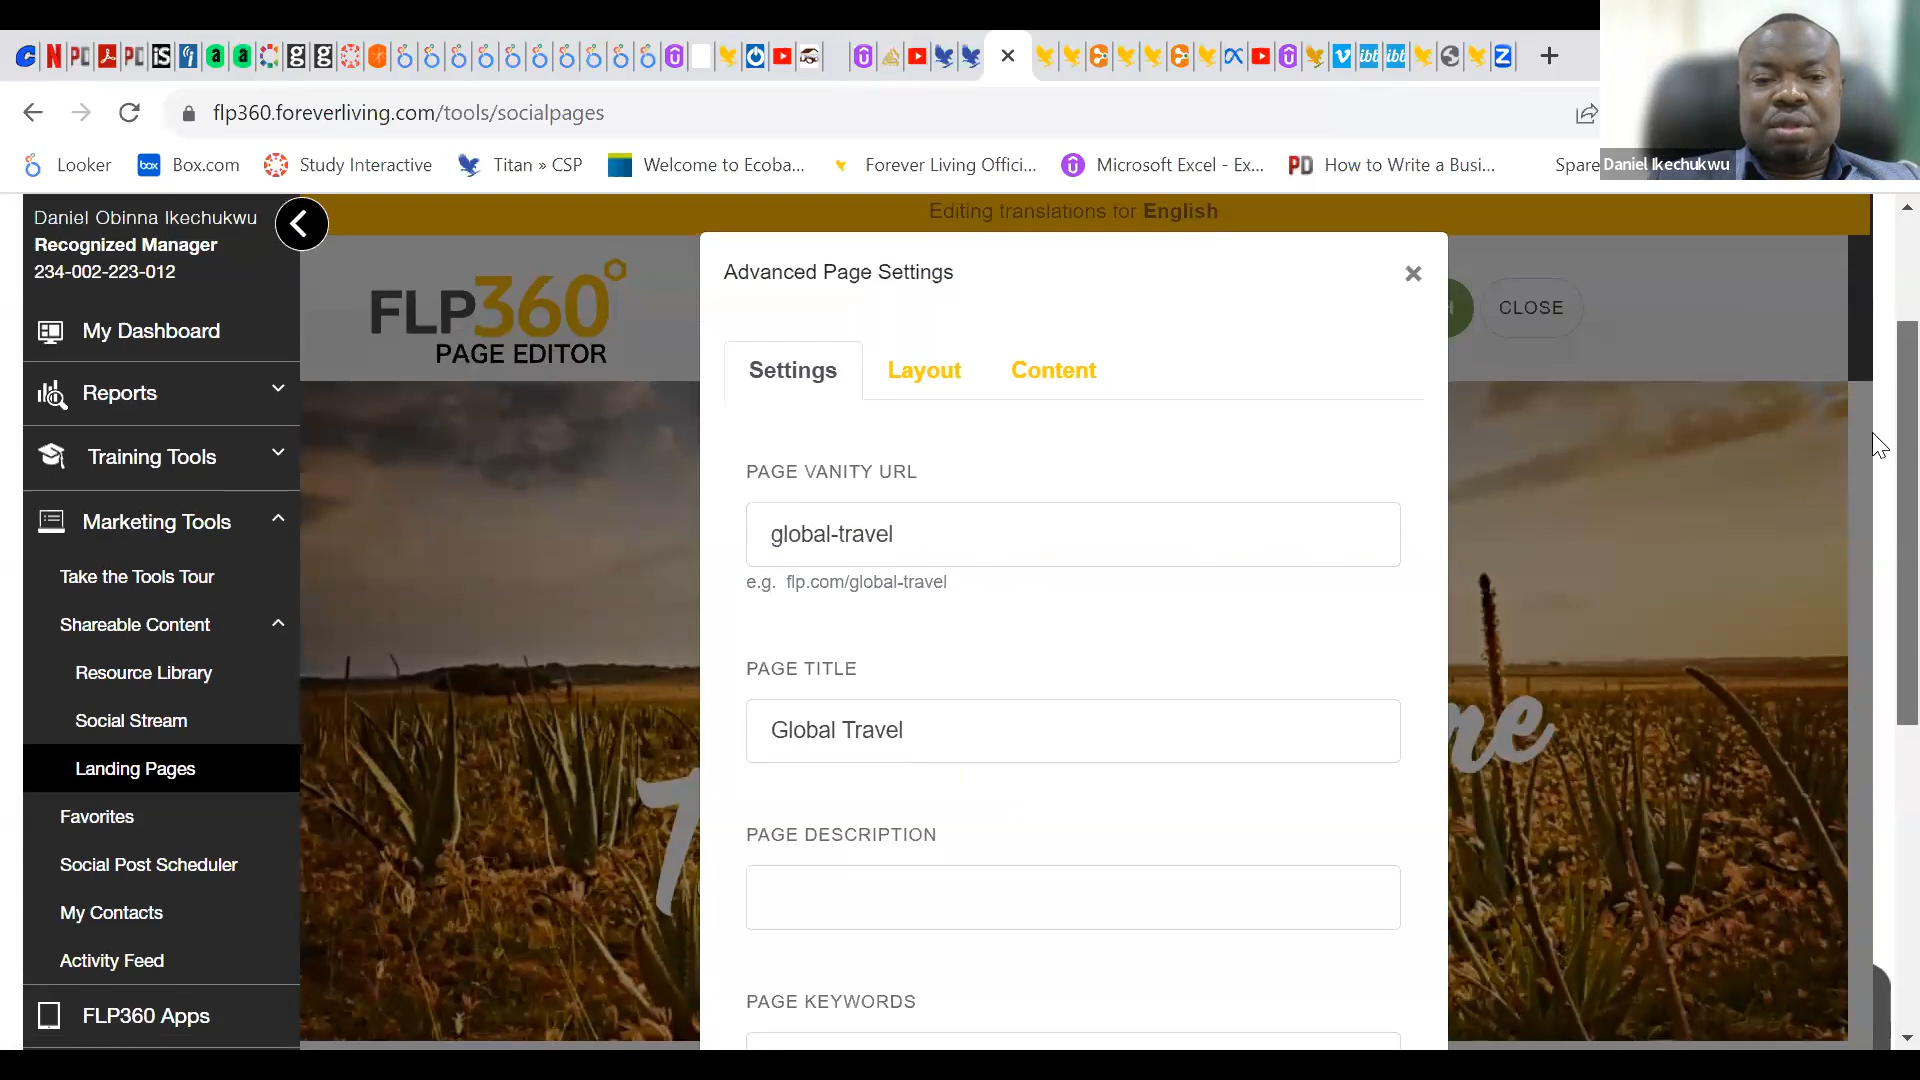 flp360.foreverliving.com/tools/socialpages
Looker
Box.com
Study Interactive
Titan » CSP
Welcome to Ecoba...
Forever Living Offici...
Microsoft Excel - Ex...
How to Write a Busi...
Spare
Daniel Ikechukwu
Daniel Obinna Ikechukwu
Recognized Manager
234-002-223-012
My Dashboard
Reports
Training Tools
Marketing Tools
Take the Tools Tour
Shareable Content
Resource Library
Social Stream
Landing Pages
Favorites
Social Post Scheduler
My Contacts
Activity Feed
FLP360 Apps
Editing translations for English
FLP360
PAGE EDITOR
CLOSE
Advanced Page Settings
Settings
Layout
Content
PAGE VANITY URL
global-travel
e.g. flp.com/global-travel
PAGE TITLE
Global Travel
PAGE DESCRIPTION
PAGE KEYWORDS